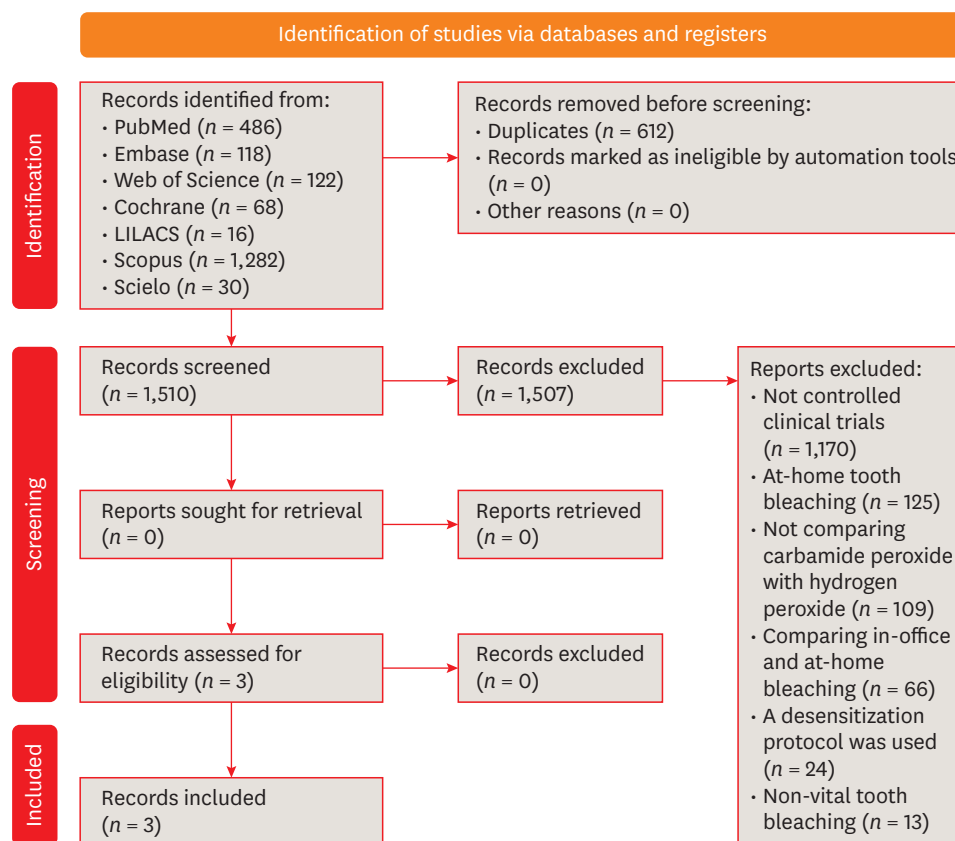 Identification of studies via databases and registers
Identification
Records identified from:
· PubMed (n = 486)
· Embase (n = 118)
· Web of Science (n = 122)
· Cochrane (n = 68)
· LILACS (n = 16)
· Scopus (n = 1,282)
· Scielo (n = 30)
Records removed before screening:
· Duplicates (n = 612)
· Records marked as ineligible by automation tools
(n = 0)
· Other reasons (n = 0)
Screening
Records screened
(n = 1,510)
Records excluded
(n = 1,507)
Reports excluded:
· Not controlled
clinical trials
(n = 1,170)
· At-home tooth
bleaching (n = 125)
· Not comparing
carbamide peroxide
with hydrogen
peroxide (n = 109)
· Comparing in-office
and at-home
bleaching (n = 66)
· A desensitization
protocol was used
(n = 24)
· Non-vital tooth
bleaching (n = 13)
Reports sought for retrieval
(n = 0)
Reports retrieved
(n = 0)
Records assessed for
eligibility (n = 3)
Records excluded
(n = 0)
Included
Records included
(n = 3)